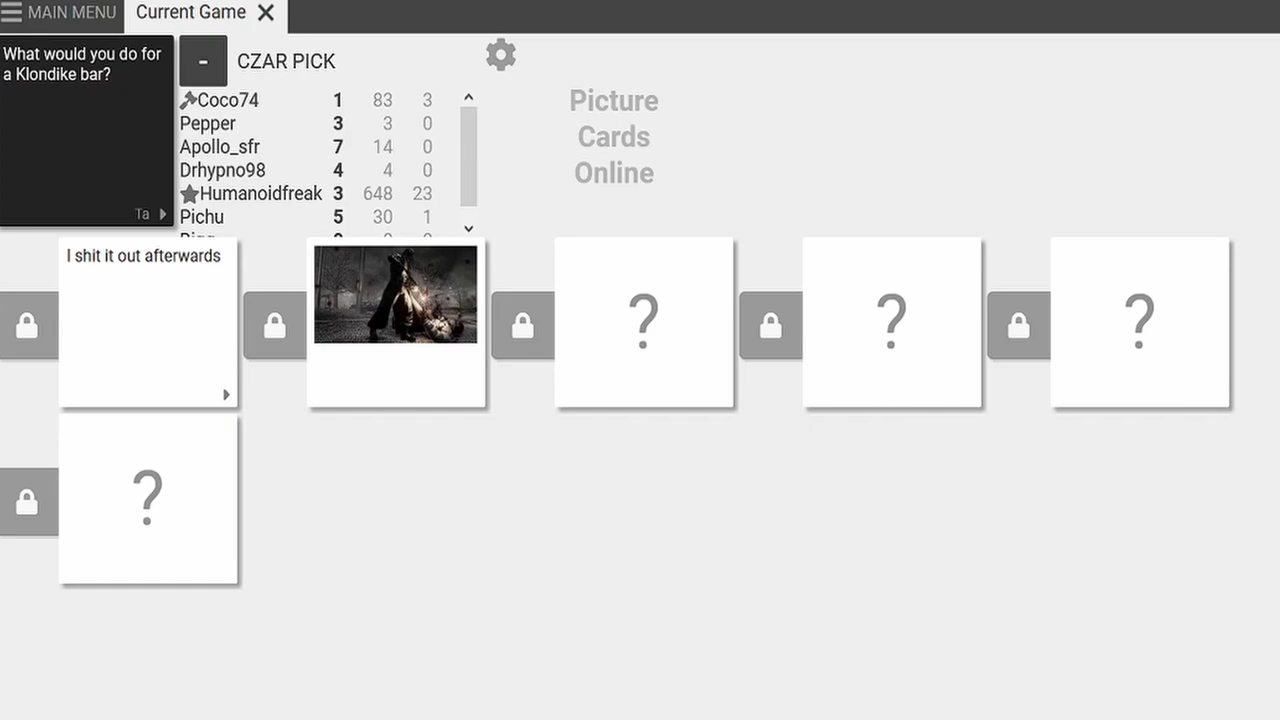 MAIN MENU
Current Game
What would you do for
a Klondike bar?
Ta
-
CZAR PICK
Coco74 1 83 3
Pepper 3 3 0
Apollo_sfr 7 14 0
Drhypno98 4 4 0
Humanoidfreak 3 648 23
Pichu 5 30 1
Picture
Cards
Online
I shit it out afterwards
?
?
?
?